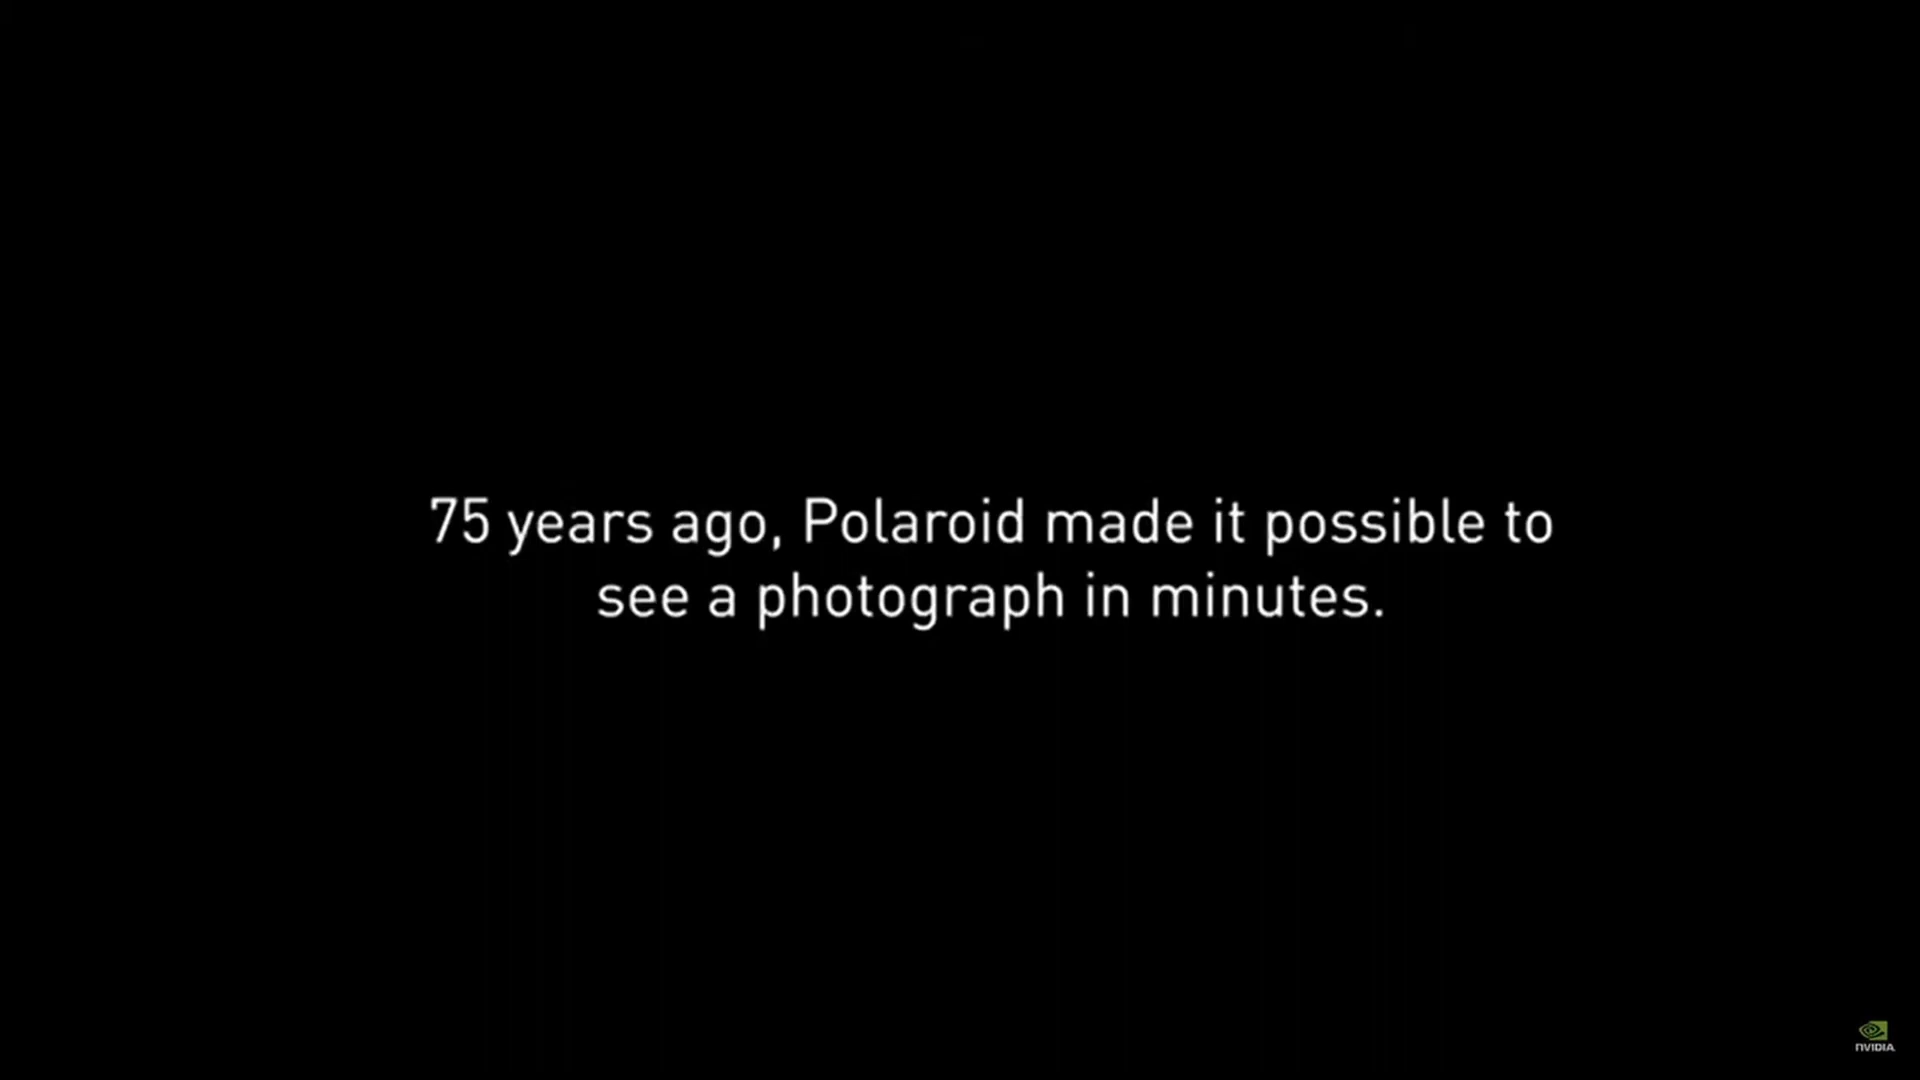 75 years ago, Polaroid made it possible to
see a photograph in minutes.
NVIDIA